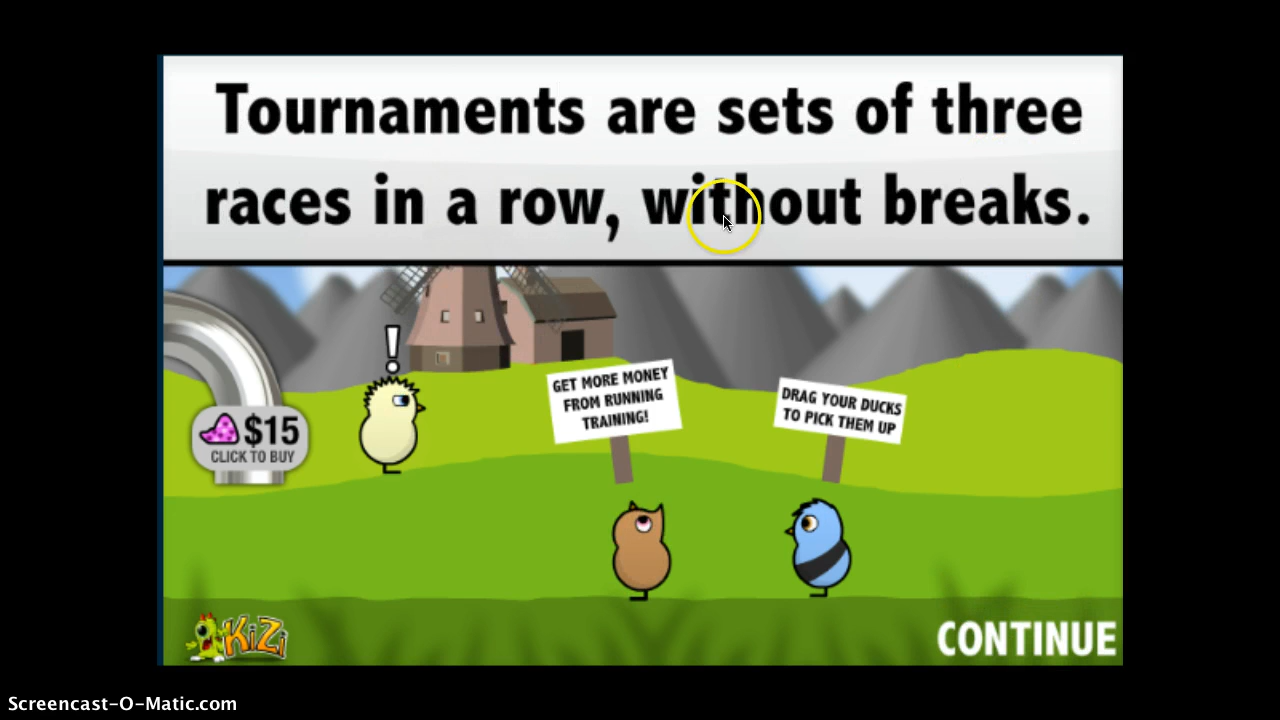 Tournaments are sets of three
races in a row, without breaks.
!
GET MORE MONEY
FROM RUNNING
TRAINING!
DRAG YOUR DUCKS
TO PICK THEM UP
$15
CLICK TO BUY
KiZi
CONTINUE
Screencast-O-Matic.com